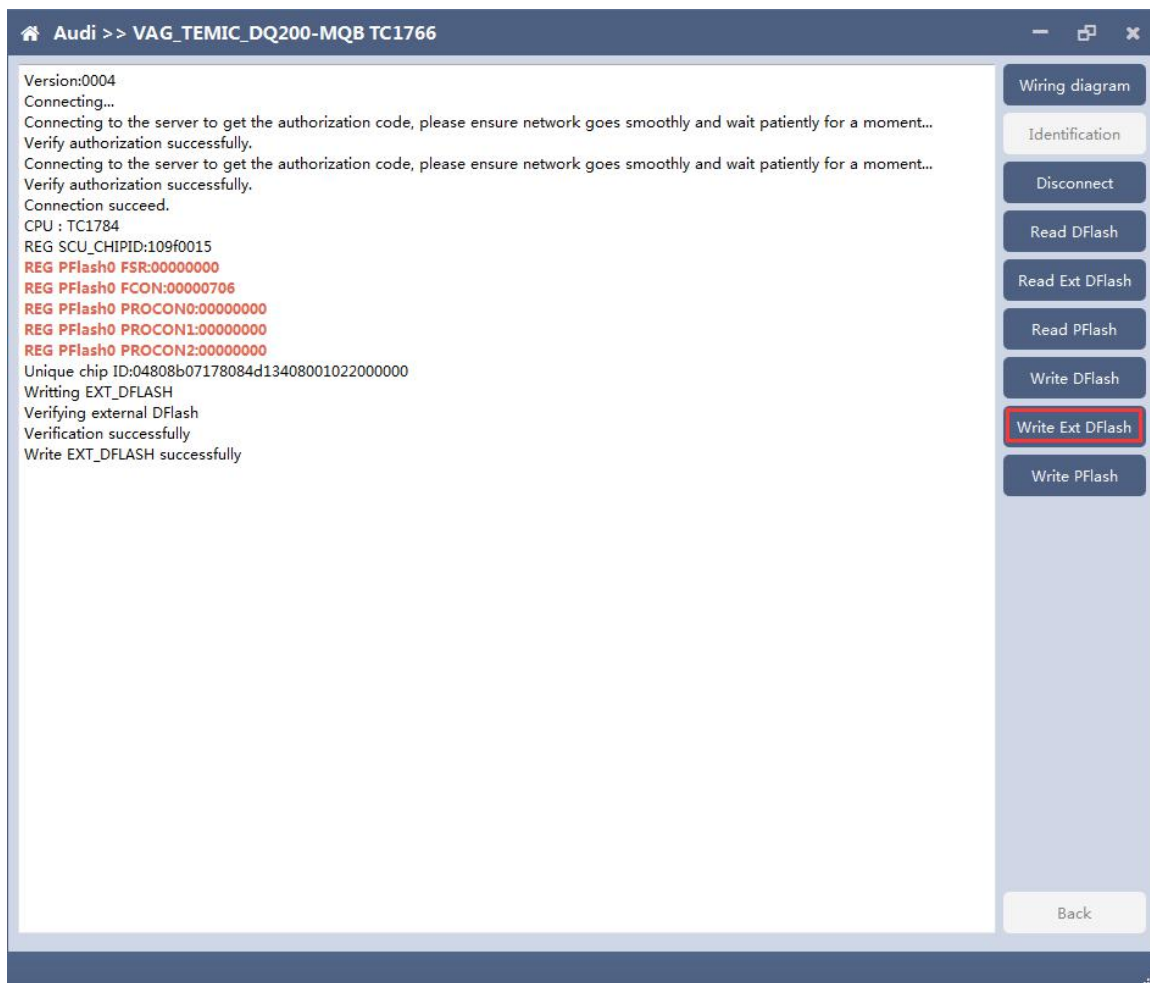 Audi >> VAG_TEMIC_DQ200-MQB TC1766
Version:0004
Connecting...
Connecting to the server to get the authorization code, please ensure network goes smoothly and wait patiently for a moment...
Verify authorization successfully.
Connecting to the server to get the authorization code, please ensure network goes smoothly and wait patiently for a moment...
Verify authorization successfully.
Connection succeed.
CPU : TC1784
REG SCU_CHIPID:109f0015
REG PFlash0 FSR:00000000
REG PFlash0 FCON:00000706
REG PFlash0 PROCON0:00000000
REG PFlash0 PROCON1:00000000
REG PFlash0 PROCON2:00000000
Unique chip ID:04808b07178084d13408001022000000
Writting EXT_DFLASH
Verifying external DFlash
Verification successfully
Write EXT_DFLASH successfully
Wiring diagram
Identification
Disconnect
Read DFlash
Read Ext DFlash
Read PFlash
Write DFlash
Write Ext DFlash
Write PFlash
Back